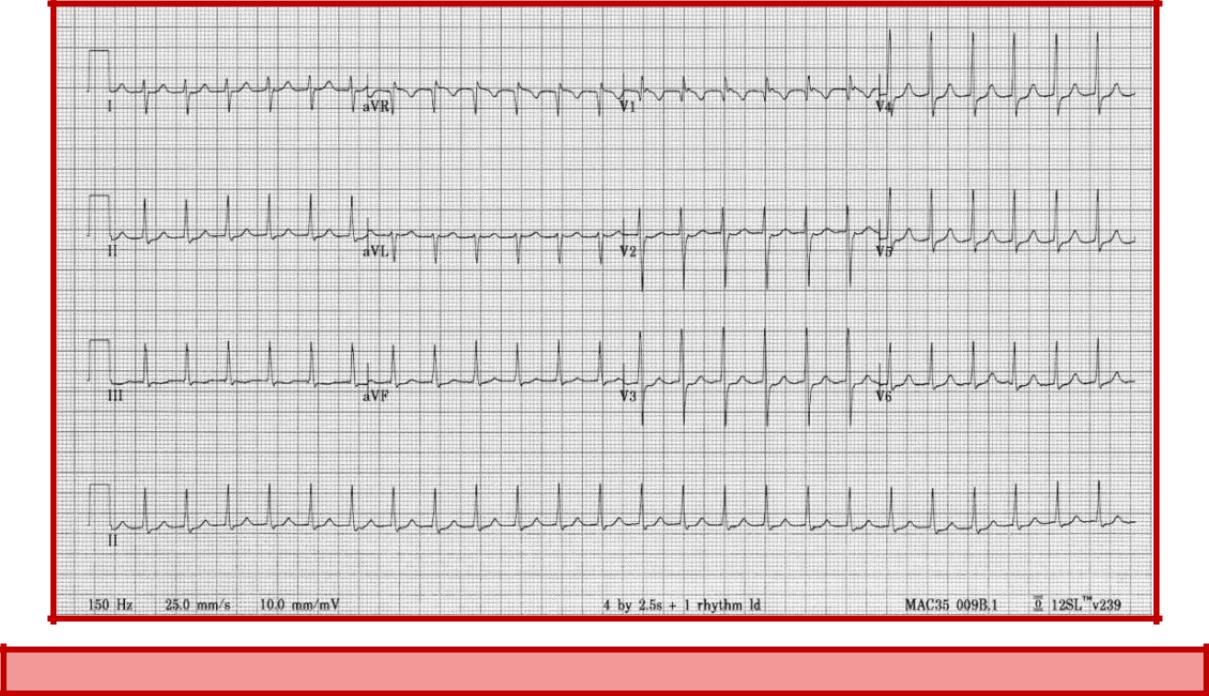 I aVR V1 V4
II aVL V2 V5
III aVF V3 V6
II
150 Hz 25.0 mm/s 10.0 mm/mV 4 by 2.5s + 1 rhythm ld MAC35 009B.1 12SL™v239